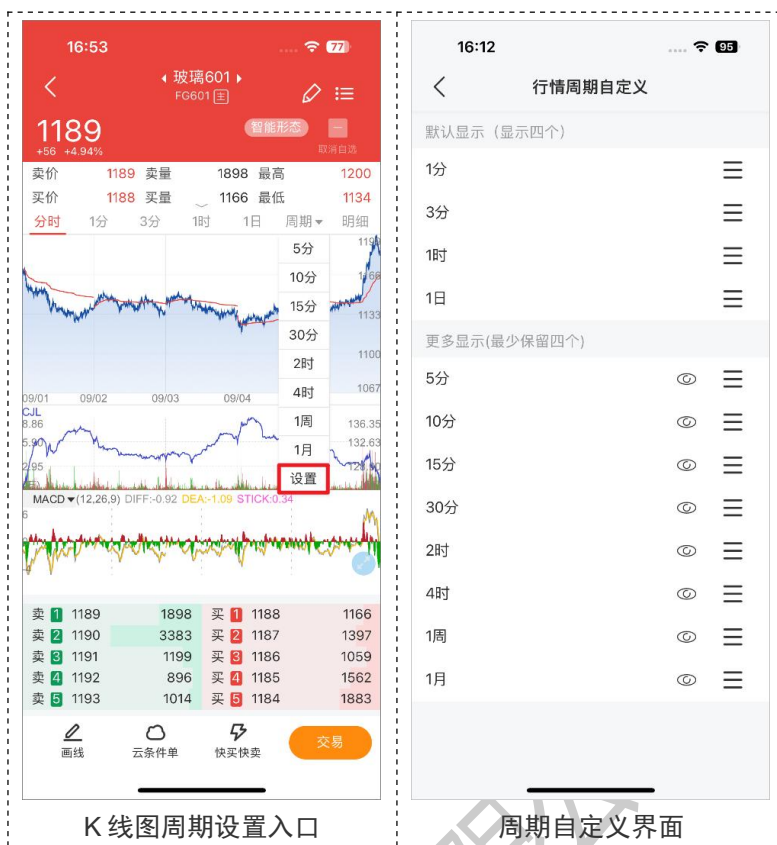 16:53
77
玻璃601
FG601 主
1189
智能形态
+56 +4.94%
取消自选
卖价 1189 卖量 1898 最高 1200
买价 1188 买量 1166 最低 1134
分时 1分 3分 1时 1日 周期 明细
5分
10分
15分
1133
30分
1100
2时
4时
1067
09/01 09/02 09/03 09/04
CJL
1周
136.35
1月
132.63
设置
MACD (12,26,9) DIFF:-0.92 DEA:-1.09 STICK:0.34
卖 1 1189 1898 买 1 1188 1166
卖 2 1190 3383 买 2 1187 1397
卖 3 1191 1199 买 3 1186 1059
卖 4 1192 896 买 4 1185 1562
卖 5 1193 1014 买 5 1184 1883
画线 云条件单 快买快卖 交易
K线图周期设置入口
16:12
95
行情周期自定义
默认显示（显示四个）
1分
3分
1时
1日
更多显示(最少保留四个)
5分
10分
15分
30分
2时
4时
1周
1月
周期自定义界面